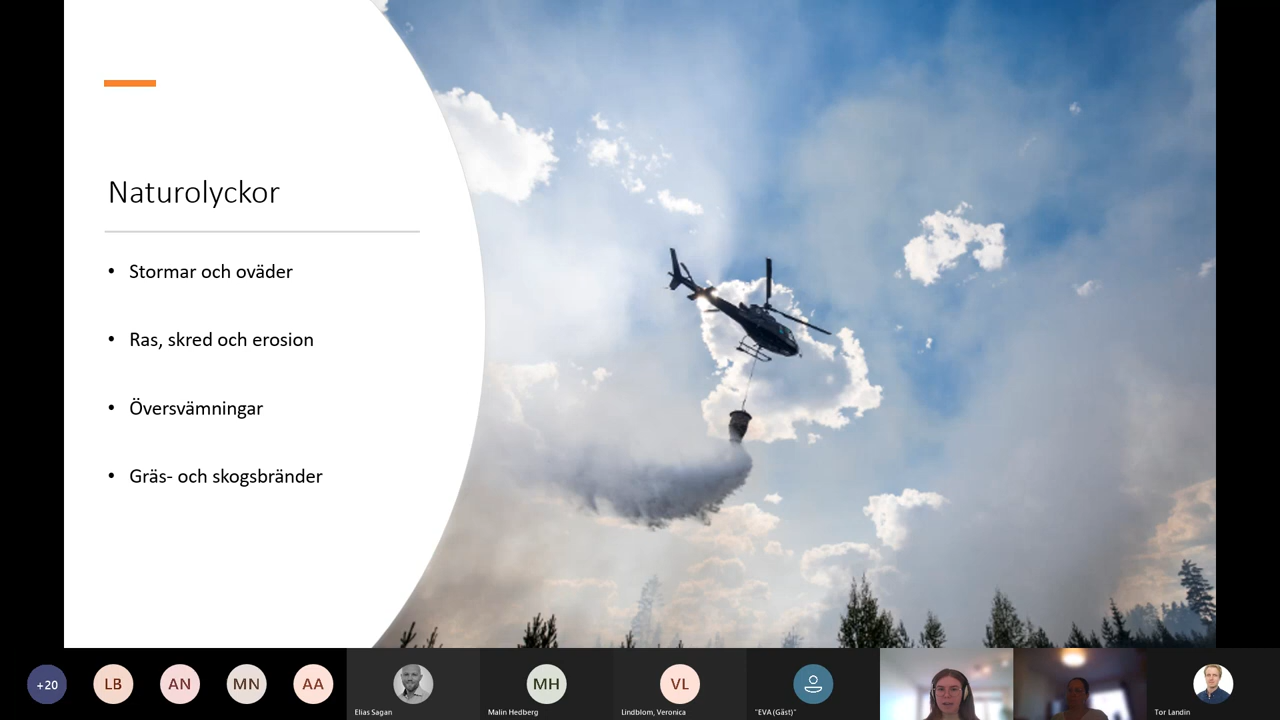 Naturolyckor
• Stormar och oväder
• Ras, skred och erosion
• Översvämningar
• Gräs- och skogsbränder
+20
LB
AN
MN
AA
Elias Sagan
MH
Malin Hedberg
VL
Lindblom, Veronica
"EVA (Gäst)"
Tor Landin